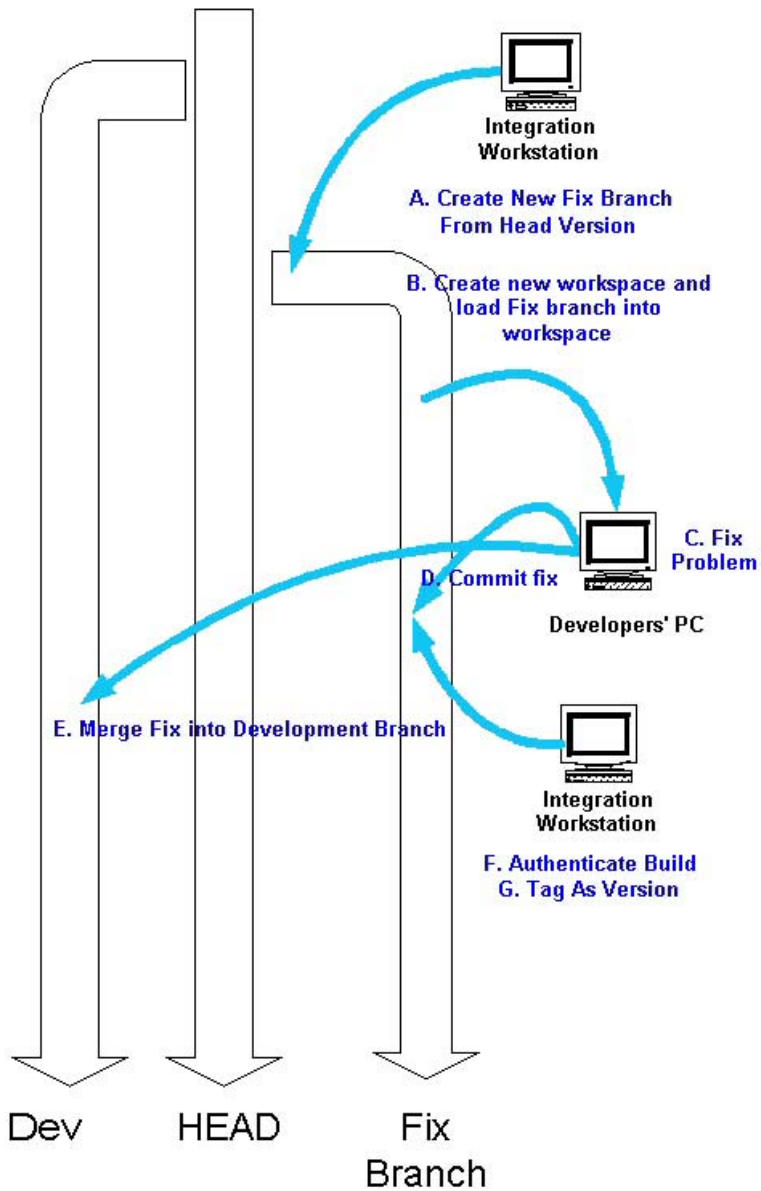 Integration
Workstation
A. Create New Fix Branch
From Head Version
B. Create new workspace and
load Fix branch into
workspace
C. Fix
Problem
D. Commit fix
Developers' PC
E. Merge Fix into Development Branch
Integration
Workstation
F. Authenticate Build
G. Tag As Version
Dev
HEAD
Fix
Branch